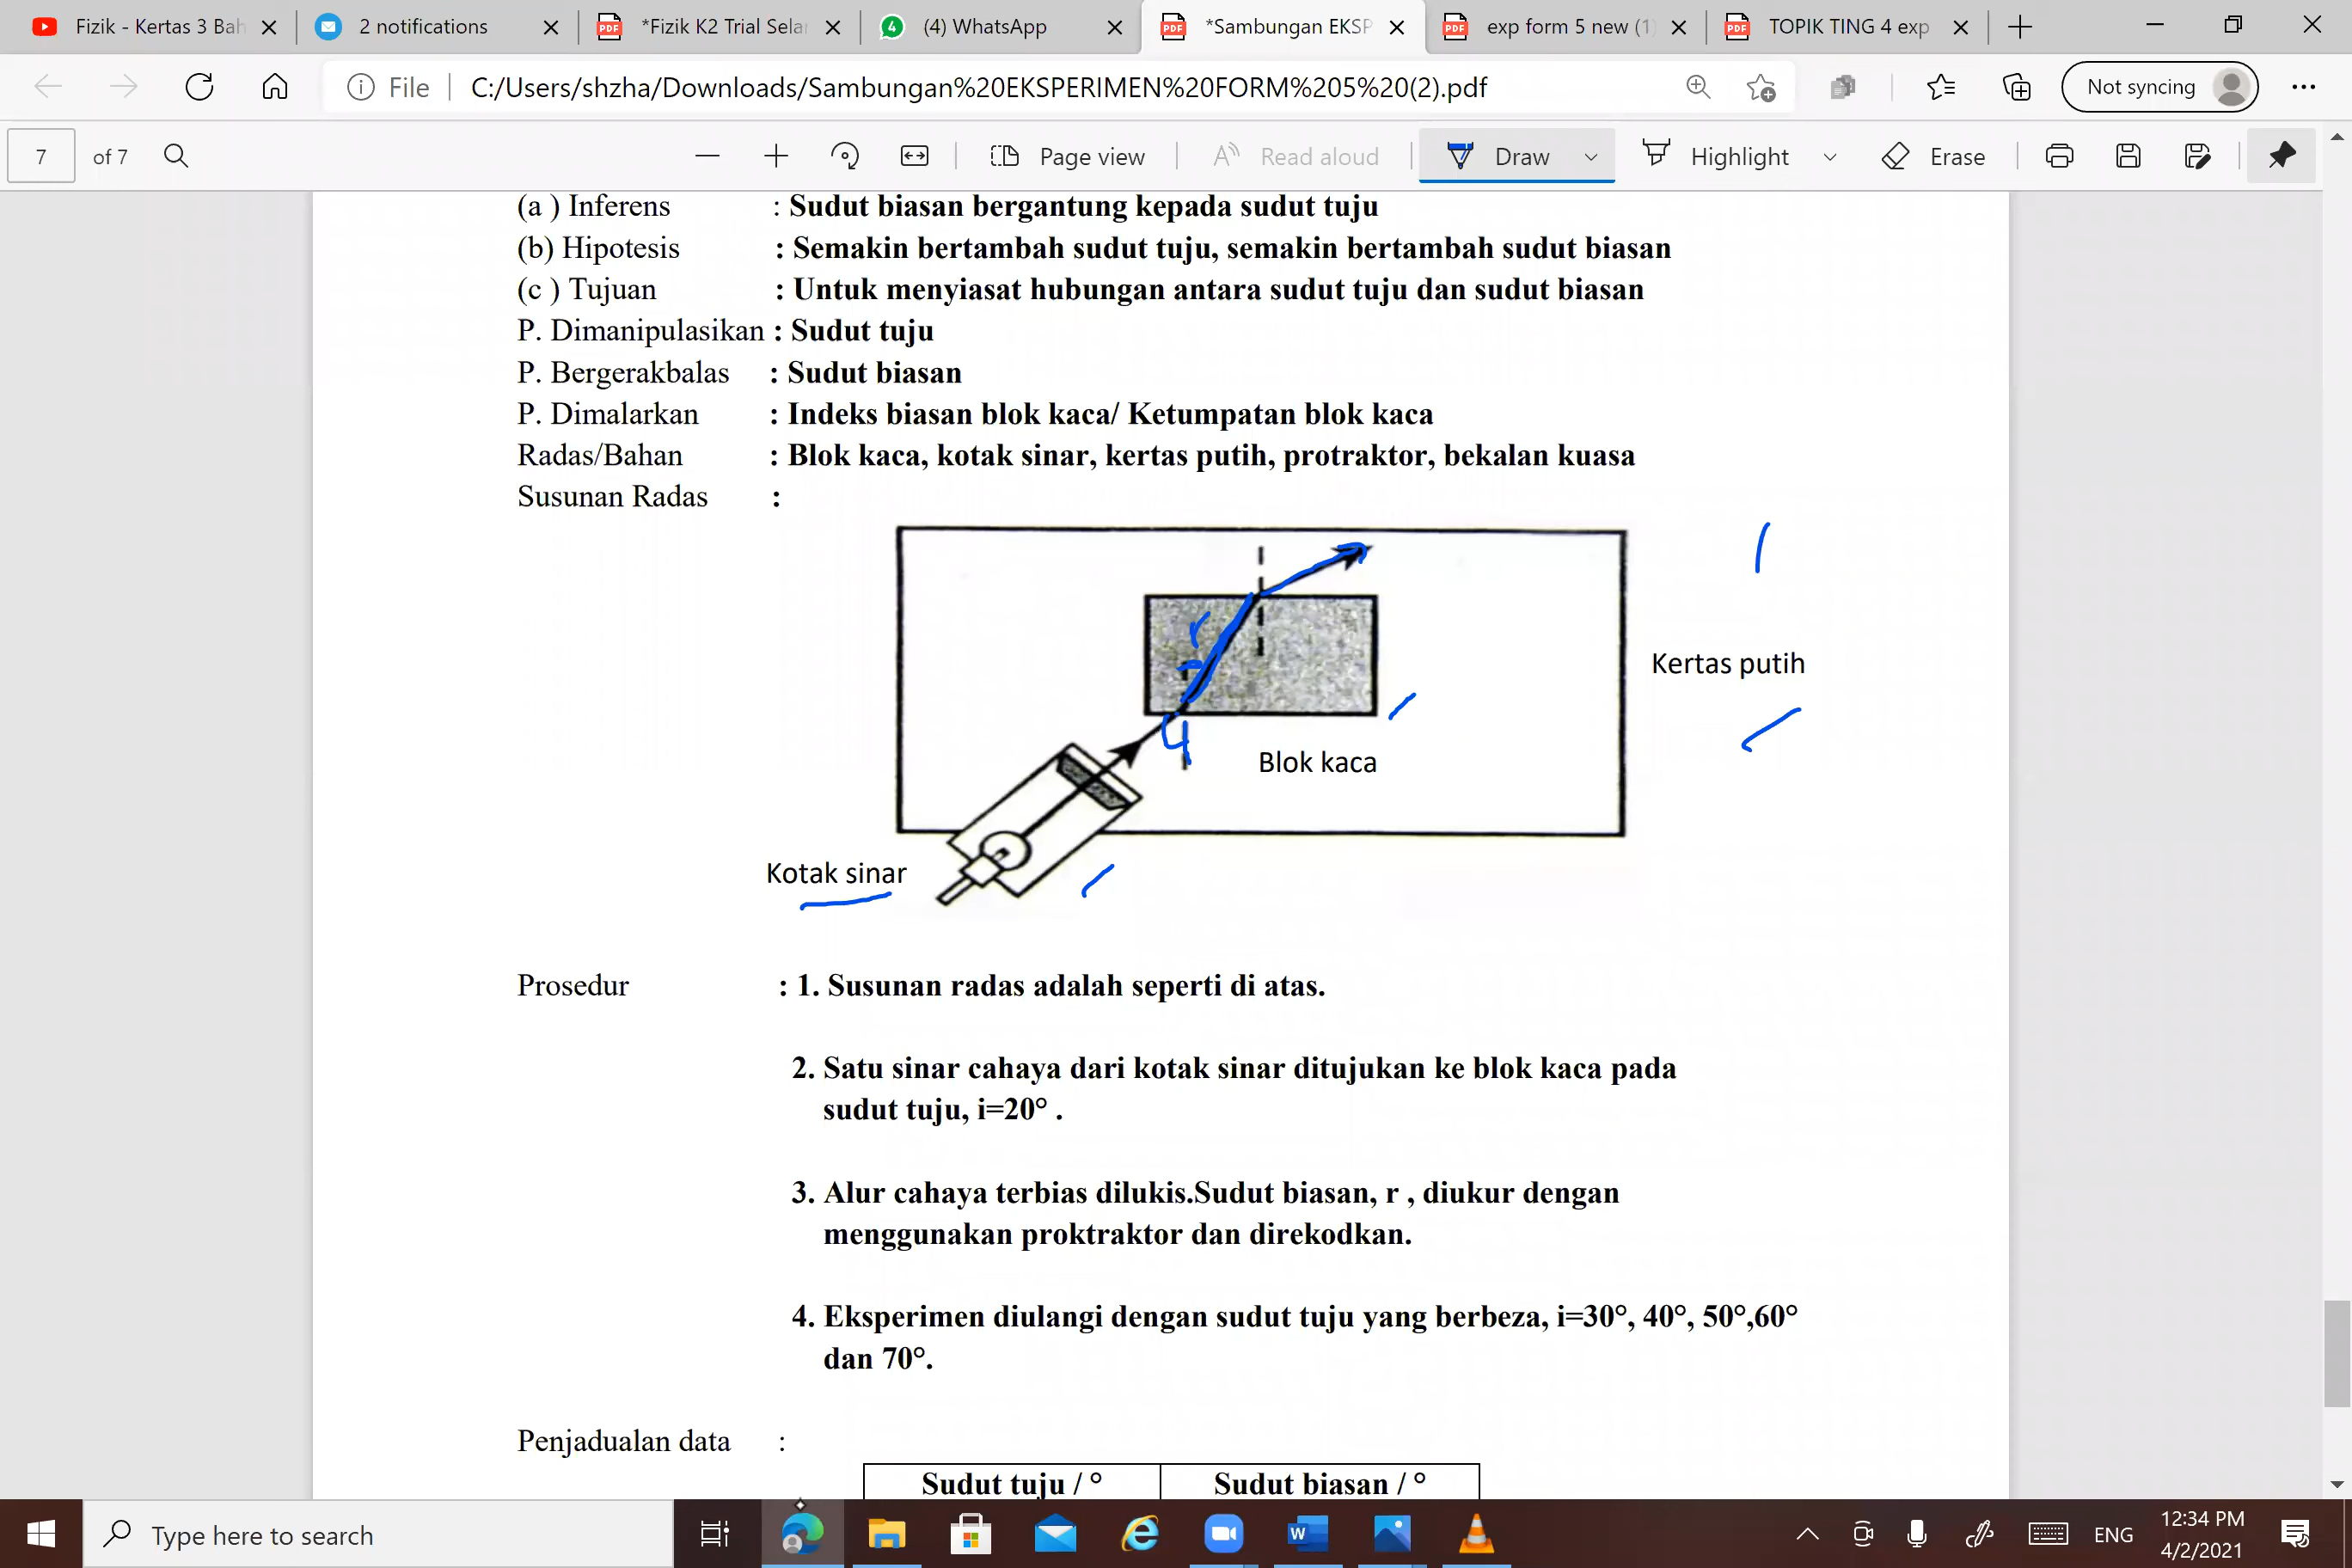 Fizik - Kertas 3 Bah
2 notifications
*Fizik K2 Trial Selan
(4) WhatsApp
*Sambungan EKSP
exp form 5 new (1)
TOPIK TING 4 exp
File
C:/Users/shzha/Downloads/Sambungan%20EKSPERIMEN%20FORM%205%20(2).pdf
Not syncing
7 of 7
Page view
Read aloud
Draw
Highlight
Erase
(a ) Inferens : Sudut biasan bergantung kepada sudut tuju
(b) Hipotesis : Semakin bertambah sudut tuju, semakin bertambah sudut biasan
(c ) Tujuan : Untuk menyiasat hubungan antara sudut tuju dan sudut biasan
P. Dimanipulasikan : Sudut tuju
P. Bergerakbalas : Sudut biasan
P. Dimalarkan : Indeks biasan blok kaca/ Ketumpatan blok kaca
Radas/Bahan : Blok kaca, kotak sinar, kertas putih, protraktor, bekalan kuasa
Susunan Radas :
r
Kertas putih
Blok kaca
Kotak sinar
Prosedur : 1. Susunan radas adalah seperti di atas.
2. Satu sinar cahaya dari kotak sinar ditujukan ke blok kaca pada
sudut tuju, i=20° .
3. Alur cahaya terbias dilukis.Sudut biasan, r , diukur dengan
menggunakan proktraktor dan direkodkan.
4. Eksperimen diulangi dengan sudut tuju yang berbeza, i=30°, 40°, 50°,60°
dan 70°.
Penjadualan data :
Sudut tuju / ° Sudut biasan / °
Type here to search
ENG
12:34 PM
4/2/2021